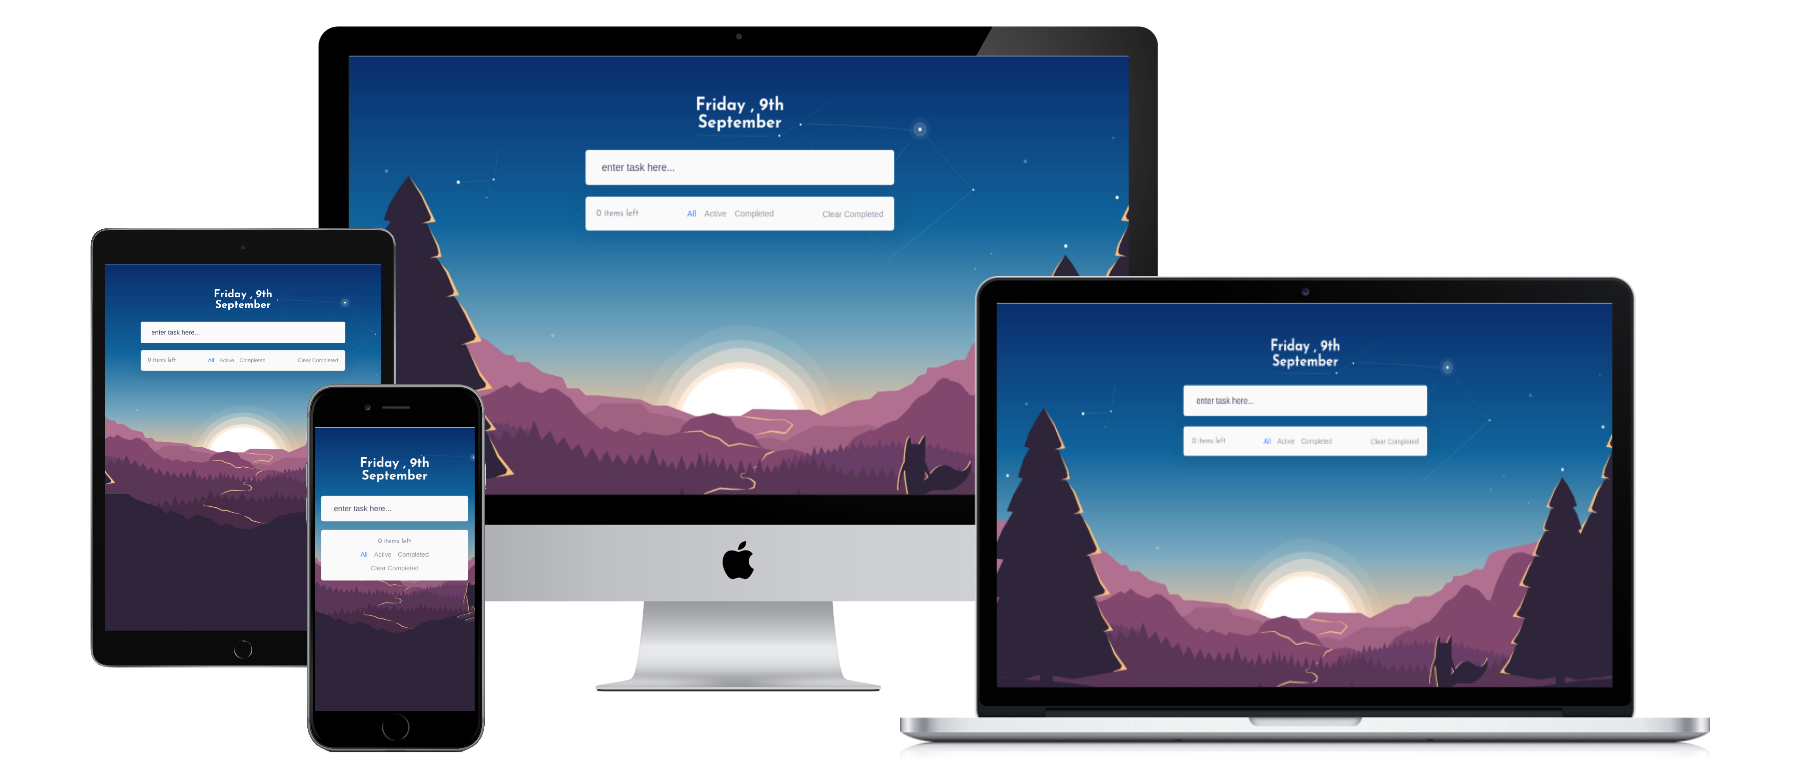 Friday , 9th
September
enter task here...
0 items left All Active Completed Clear Completed
Friday , 9th
September
enter task here...
0 items left All Active Completed Clear Completed
Friday , 9th
September
enter task here...
0 items left
All Active Completed
Clear Completed
Friday , 9th
September
enter task here...
0 items left All Active Completed Clear Completed